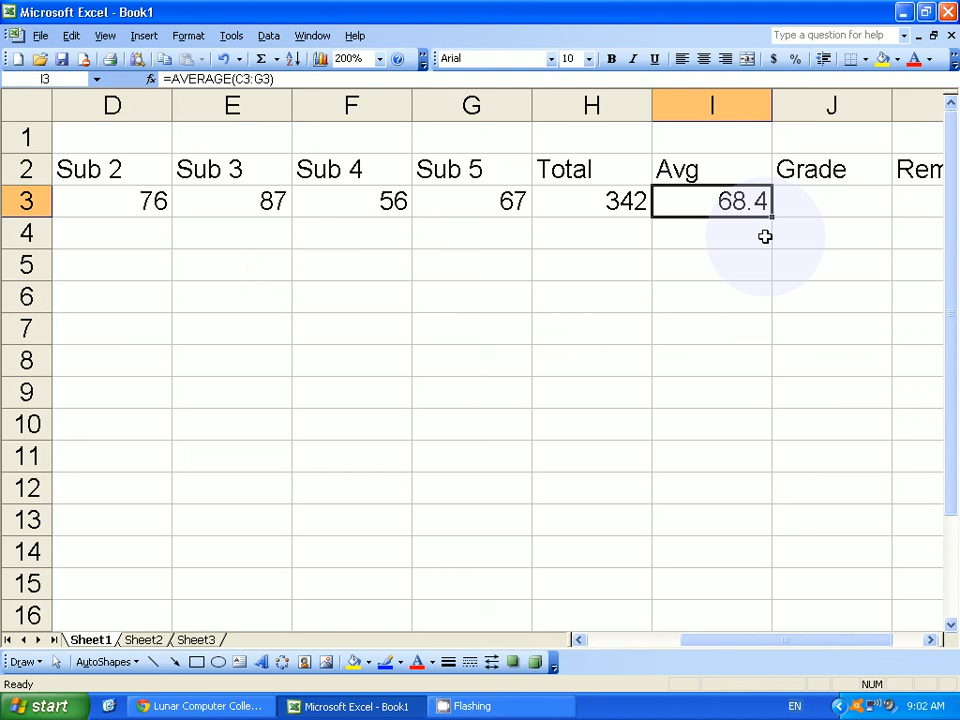 Microsoft Excel - Book1
File Edit View Insert Format Tools Data Window Help Type a question for help
200% Arial 10 B I U $ %
I3 fx =AVERAGE(C3:G3)
D E F G H I J
1
2 Sub 2 Sub 3 Sub 4 Sub 5 Total Avg Grade Rem
3 76 87 56 67 342 68.4
4
5
6
7
8
9
10
11
12
13
14
15
16
Sheet1 Sheet2 Sheet3
Draw AutoShapes A
Ready NUM
start Lunar Computer Colle... Microsoft Excel - Book1 Flashing EN 9:02 AM